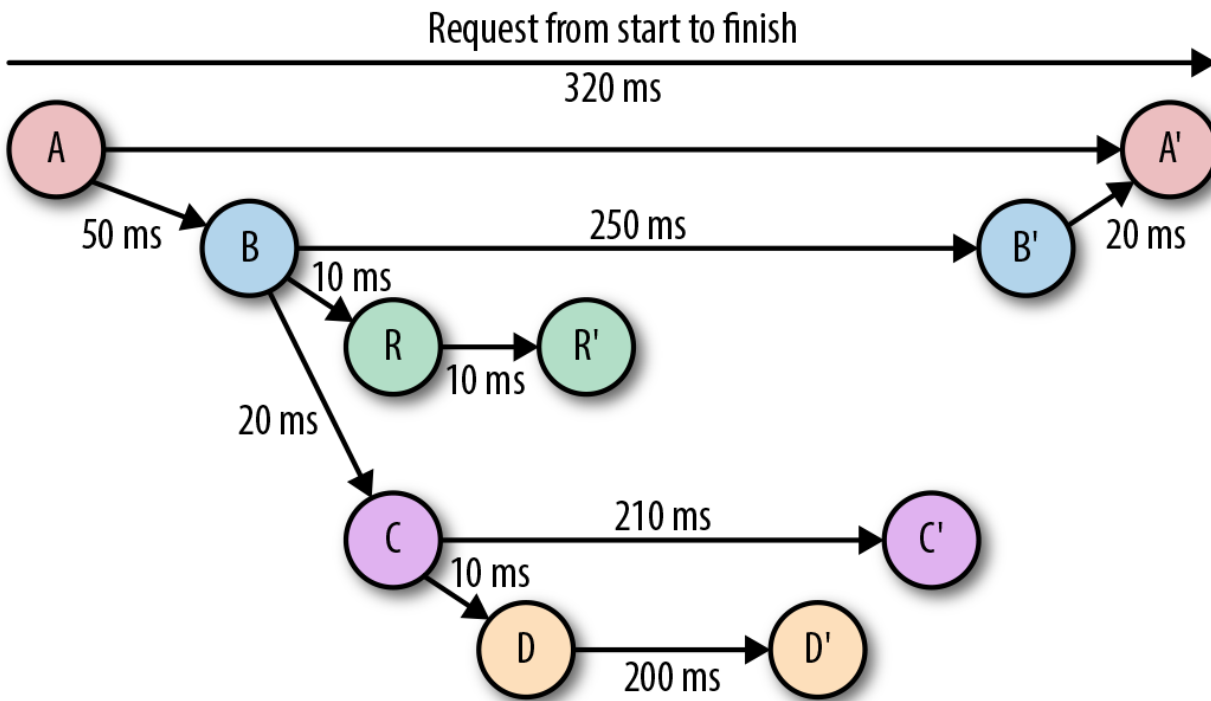 Request from start to finish
320 ms
A
A'
50 ms
B
250 ms
B'
20 ms
10 ms
R
R'
10 ms
20 ms
C
210 ms
C'
10 ms
D
D'
200 ms